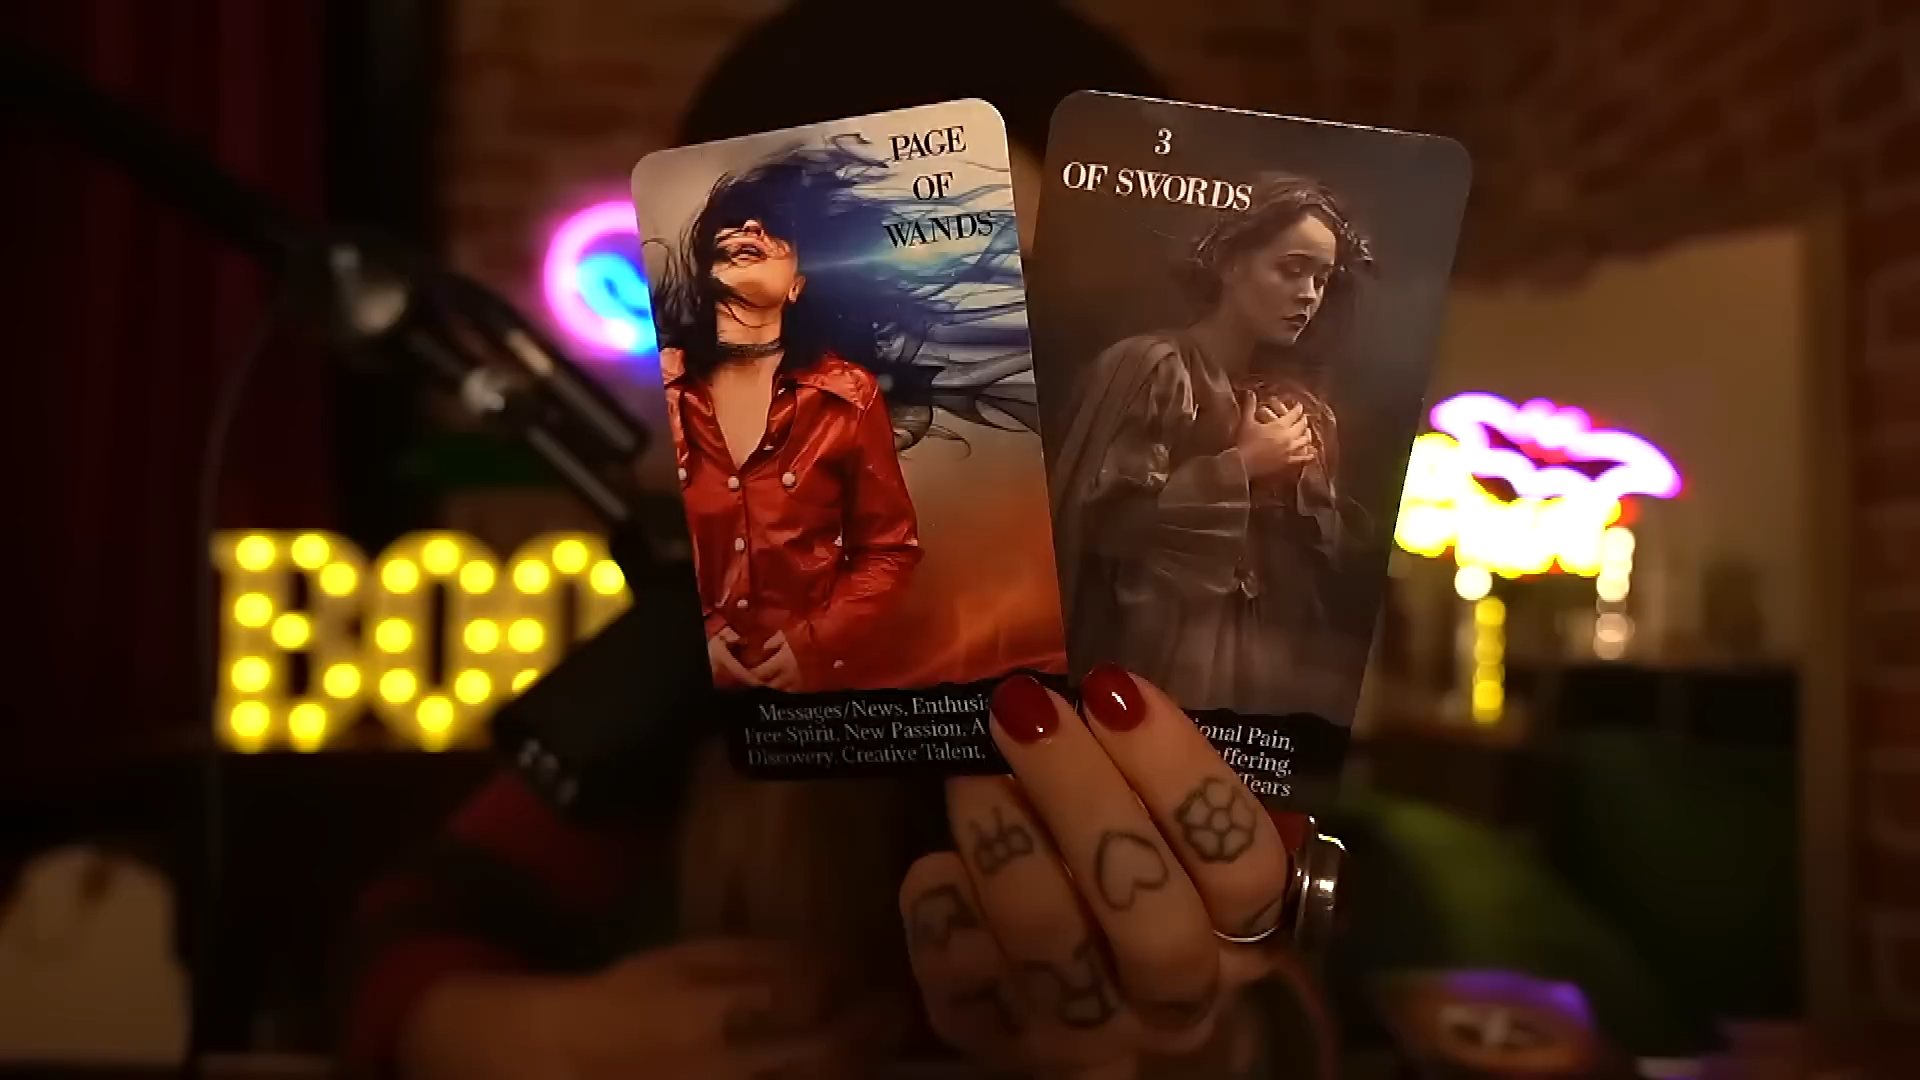 PAGE
OF
WANDS
Messages/News, Enthusi
Free Spirit, New Passion, A
Discovery, Creative Talent,
3
OF SWORDS
ional Pain,
ffering,
Tears
BOO